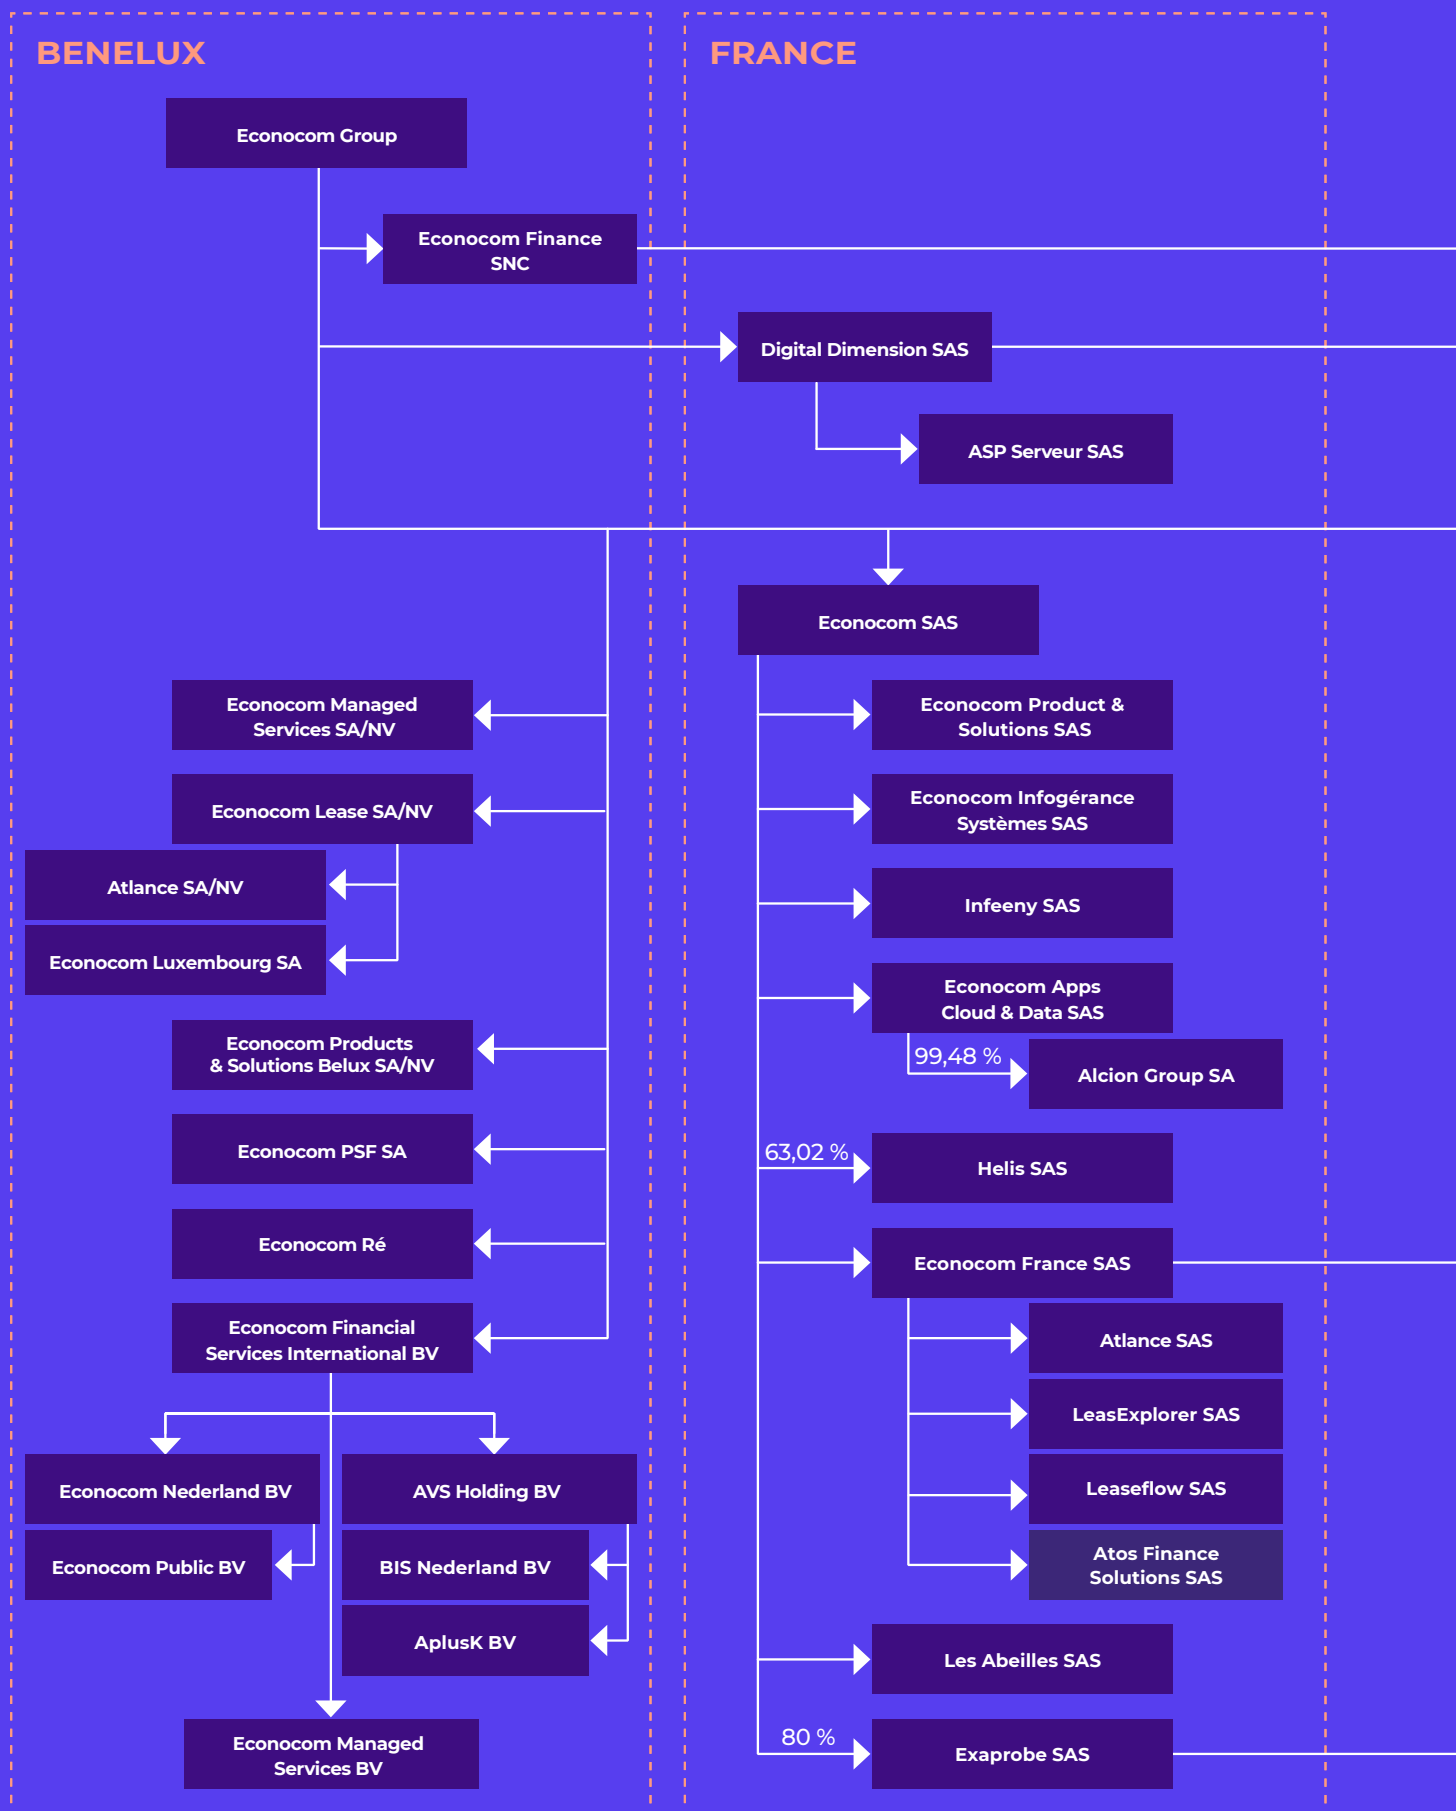 BENELUX
Econocom Group
Econocom Finance
SNC
Econocom Managed
Services SA/NV
Econocom Lease SA/NV
Atlance SA/NV
Econocom Luxembourg SA
Econocom Products
& Solutions Belux SA/NV
Econocom PSF SA
Econocom Ré
Econocom Financial
Services International BV
Econocom Nederland BV
AVS Holding BV
Econocom Public BV
BIS Nederland BV
AplusK BV
Econocom Managed
Services BV
FRANCE
Digital Dimension SAS
ASP Serveur SAS
Econocom SAS
Econocom Product &
Solutions SAS
Econocom Infogérance
Systèmes SAS
Infeeny SAS
Econocom Apps
Cloud & Data SAS
99,48 %
Alcion Group SA
63,02 %
Helis SAS
Econocom France SAS
Atlance SAS
LeasExplorer SAS
Leaseflow SAS
Atos Finance
Solutions SAS
Les Abeilles SAS
80 %
Exaprobe SAS